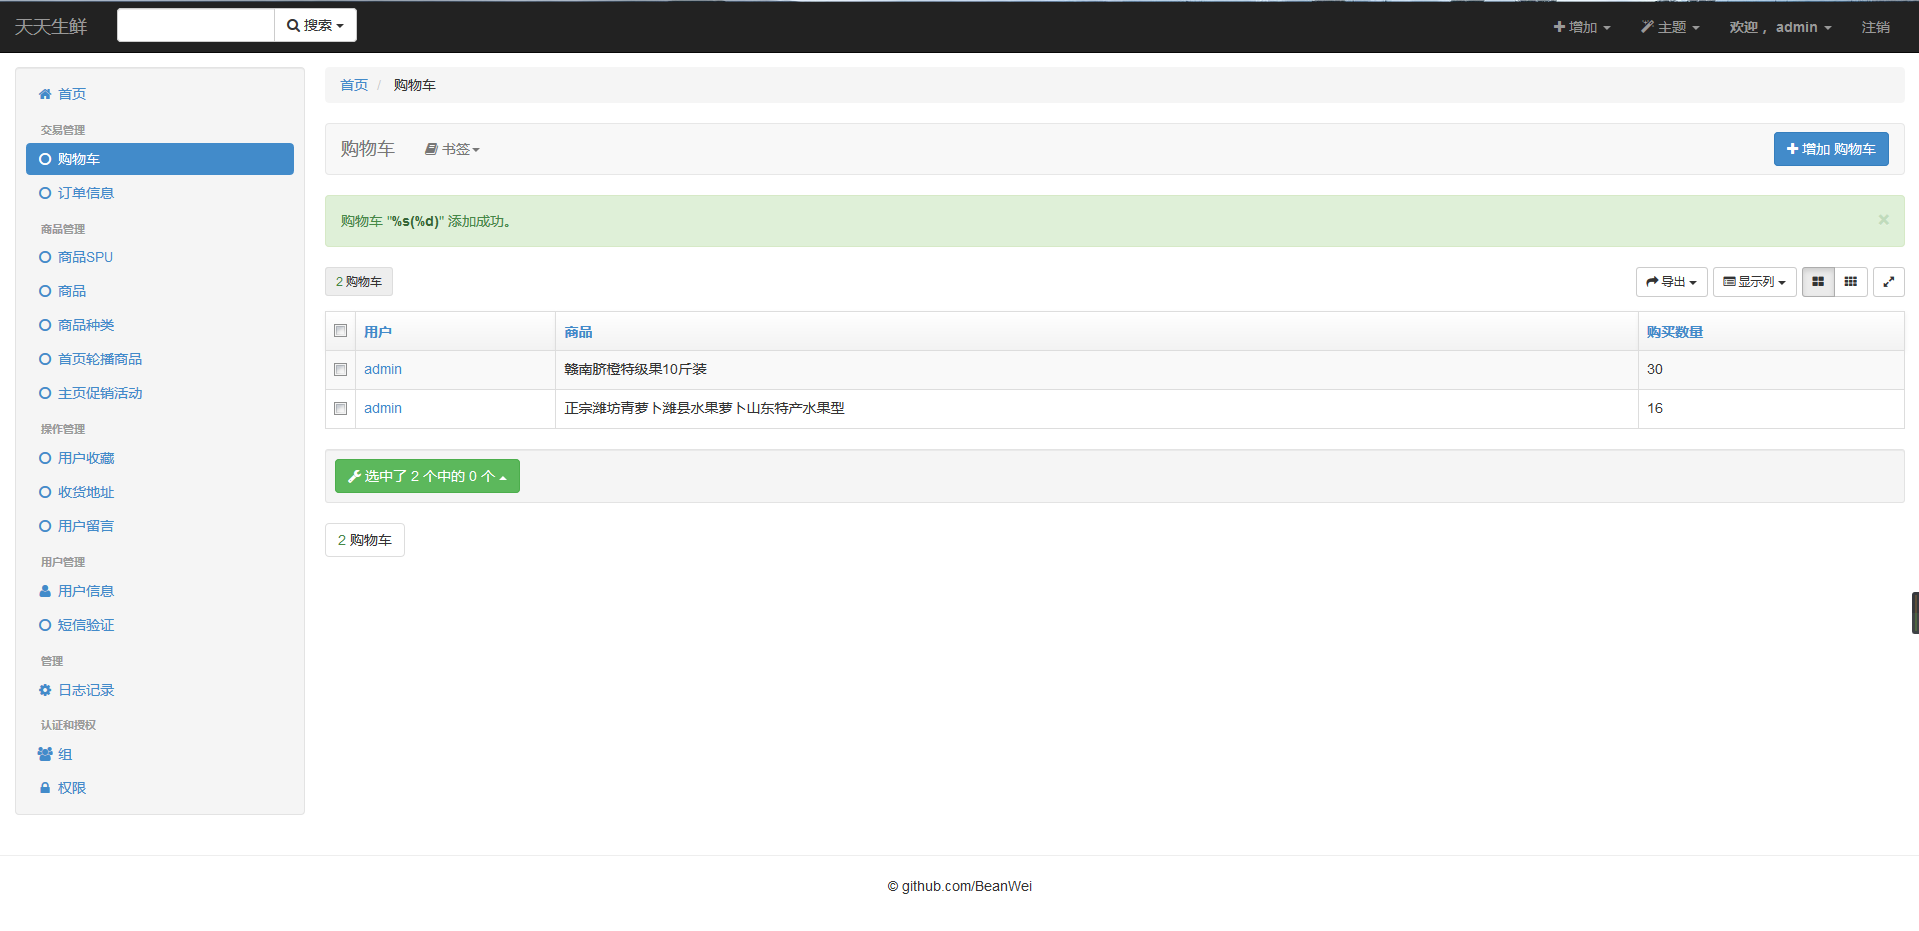 天天生鲜 搜索 增加 主题 欢迎， admin 注销
首页
交易管理
购物车
订单信息
商品管理
商品SPU
商品
商品种类
首页轮播商品
主页促销活动
操作管理
用户收藏
收货地址
用户留言
用户管理
用户信息
短信验证
管理
日志记录
认证和授权
组
权限
首页 / 购物车
购物车 书签 增加 购物车
购物车 "%s(%d)" 添加成功。 ×
2 购物车 导出 显示列
用户 商品 购买数量
admin 赣南脐橙特级果10斤装 30
admin 正宗潍坊青萝卜潍县水果萝卜山东特产水果型 16
选中了 2 个中的 0 个
2 购物车
© github.com/BeanWei